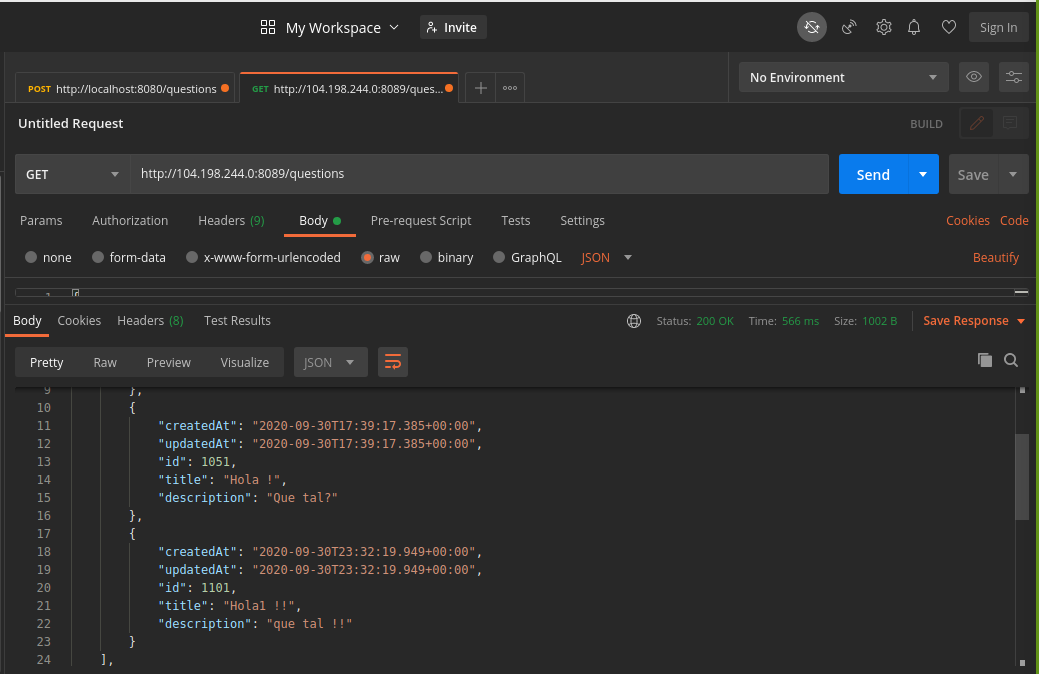 My Workspace Invite Sign In
POST http://localhost:8080/questions GET http://104.198.244.0:8089/ques... No Environment
Untitled Request BUILD
GET http://104.198.244.0:8089/questions Send Save
Params Authorization Headers (9) Body Pre-request Script Tests Settings Cookies Code
none form-data x-www-form-urlencoded raw binary GraphQL JSON Beautify
Body Cookies Headers (8) Test Results Status: 200 OK Time: 566 ms Size: 1002 B Save Response
Pretty Raw Preview Visualize JSON
9 },
10 {
11 "createdAt": "2020-09-30T17:39:17.385+00:00",
12 "updatedAt": "2020-09-30T17:39:17.385+00:00",
13 "id": 1051,
14 "title": "Hola !",
15 "description": "Que tal?"
16 },
17 {
18 "createdAt": "2020-09-30T23:32:19.949+00:00",
19 "updatedAt": "2020-09-30T23:32:19.949+00:00",
20 "id": 1101,
21 "title": "Hola1 !!",
22 "description": "que tal !!"
23 }
24 ],